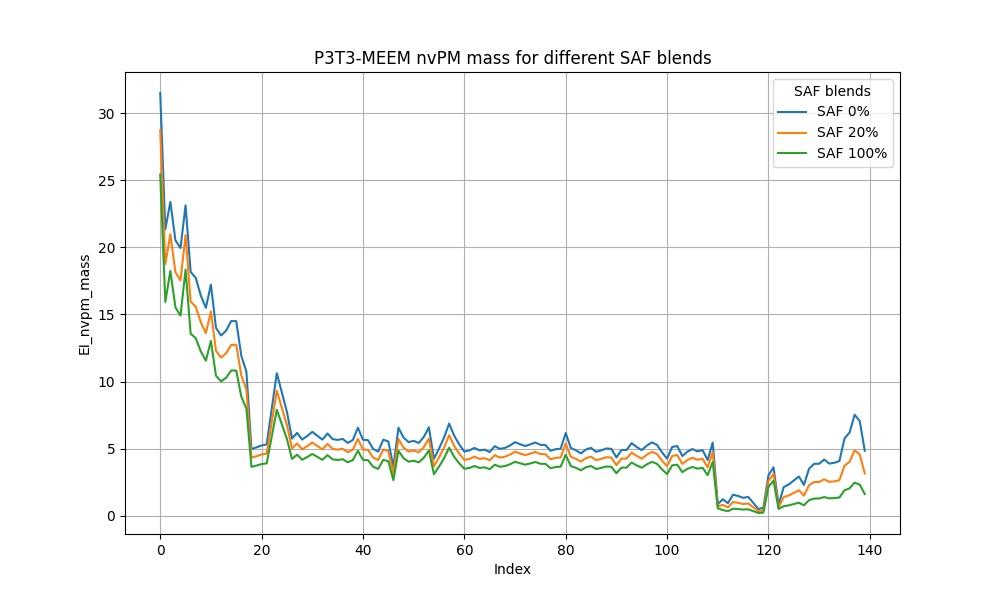 P3T3-MEEM nvPM mass for different SAF blends
SAF blends
SAF 0%
SAF 20%
SAF 100%
EI_nvpm_mass
30
25
20
15
10
5
0
0 20 40 60 80 100 120 140
Index